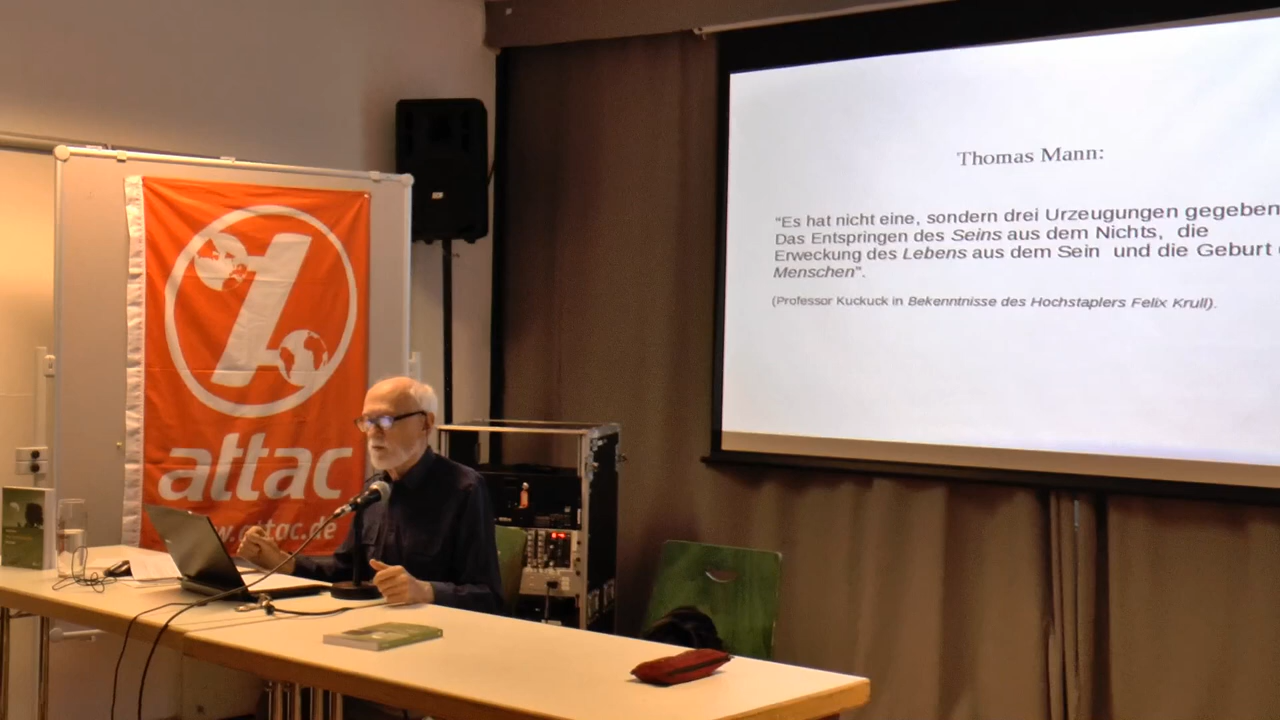 Thomas Mann:
“Es hat nicht eine, sondern drei Urzeugungen gegeben
Das Entspringen des Seins aus dem Nichts, die
Erweckung des Lebens aus dem Sein und die Geburt
Menschen”.
(Professor Kuckuck in Bekenntnisse des Hochstaplers Felix Krull).
attac
w.attac.de